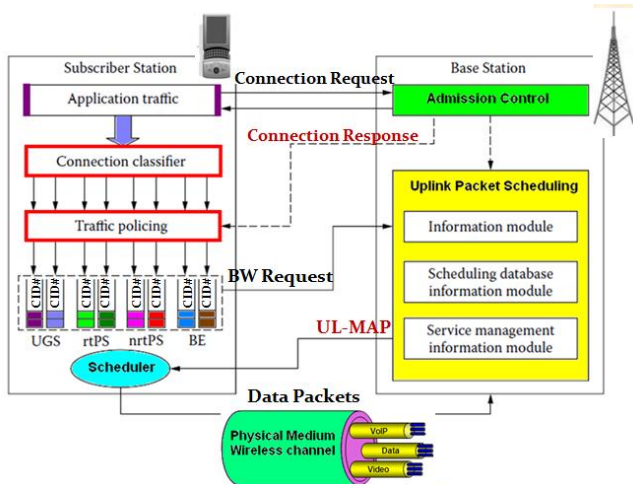 Subscriber Station
Base Station
Connection Request
Application traffic
Admission Control
Connection Response
Connection classifier
Uplink Packet Scheduling
Traffic policing
Information module
BW Request
CID# CID# CID# CID# CID# CID# CID# CID#
Scheduling database
information module
UGS rtPS nrtPS BE
UL-MAP
Service management
information module
Scheduler
Data Packets
Physical Medium
Wireless channel
VoIP
Data
Video